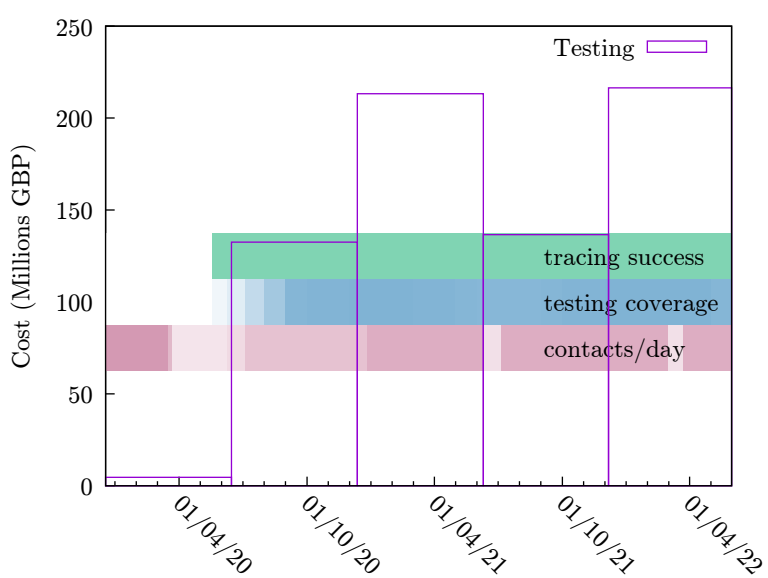 250
Testing
200
Cost (Millions GBP)
150
tracing success
100
testing coverage
contacts/day
50
0
01/04/20
01/10/20
01/04/21
01/10/21
01/04/22